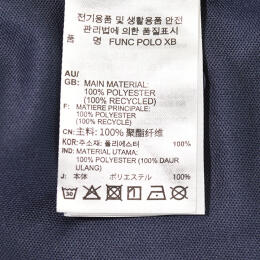 전기용품 및 생활용품 안전
관리법에 의한 품질표시
품 명 FUNC POLO XB
AU/
GB: MAIN MATERIAL:
100% POLYESTER
(100% RECYCLED)
F: MATIERE PRINCIPALE:
100% POLYESTER
(100% RECYCLE)
CN: 主料: 100% 聚酯纤维
KOR: 주소재: 폴리에스터 100%
IND: MATERIAL UTAMA:
100% POLYESTER (100% DAUR
ULANG)
J: 本体 ポリエステル 100%
30